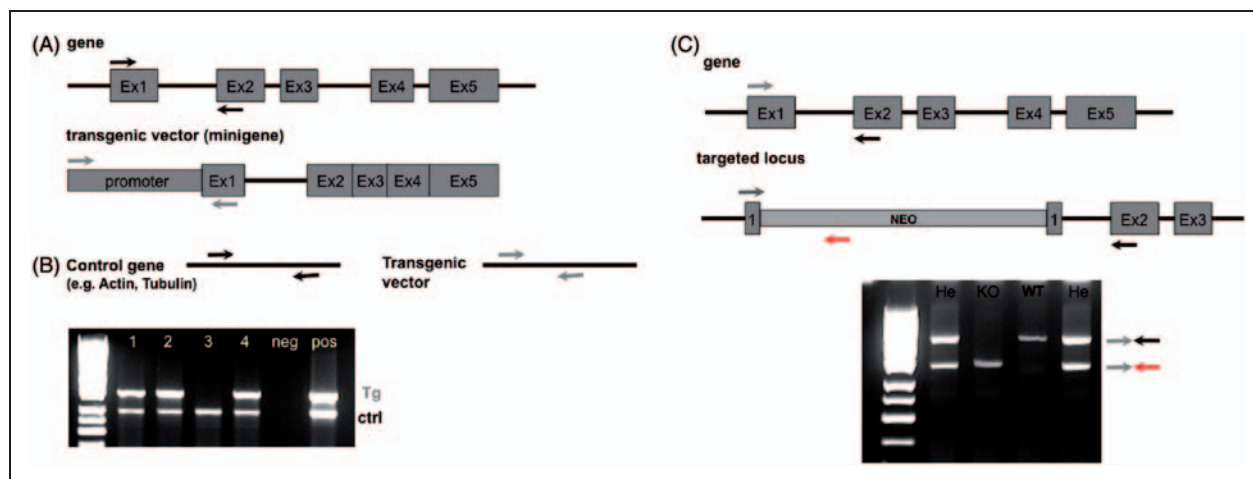 (A) gene
Ex1 Ex2 Ex3 Ex4 Ex5
transgenic vector (minigene)
promoter Ex1 Ex2 Ex3 Ex4 Ex5
(B) Control gene
(e.g. Actin, Tubulin)
Transgenic
vector
1 2 3 4 neg pos
Tg
ctrl
(C)
gene
Ex1 Ex2 Ex3 Ex4 Ex5
targeted locus
1 NEO 1 Ex2 Ex3
He KO WT He